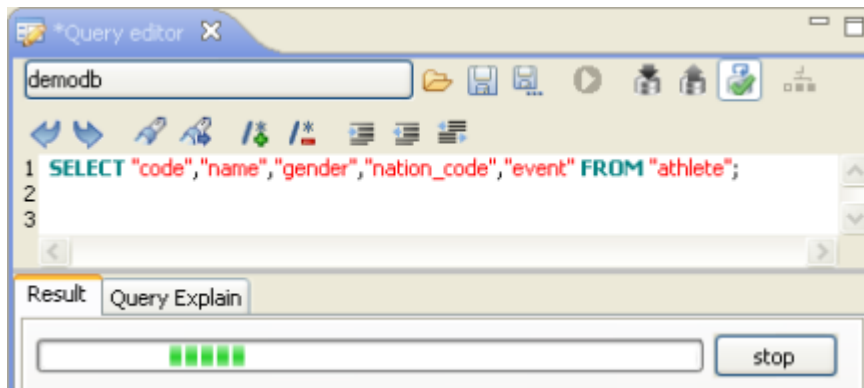 *Query editor
demodb
1 SELECT "code","name","gender","nation_code","event" FROM "athlete";
2
3
Result Query Explain
stop